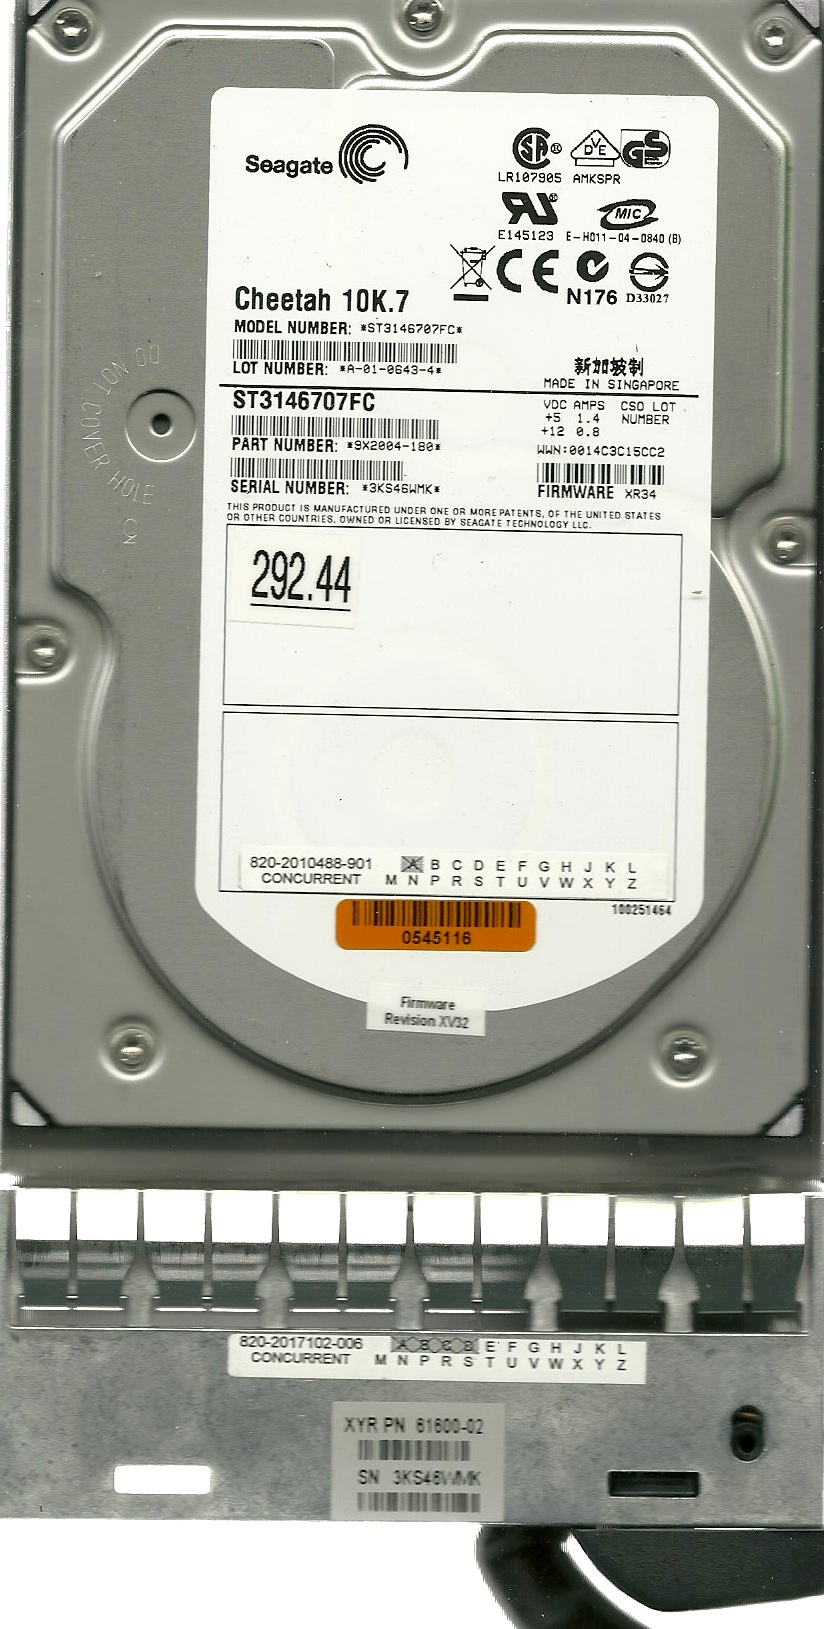 Seagate
LR107905 AMKSPR
MIC
E145123 E-H011-04-0840 (B)
N176 D33027
Cheetah 10K.7
MODEL NUMBER: *ST3146707FC*
LOT NUMBER: *A-01-0643-4*
新加坡制
MADE IN SINGAPORE
ST3146707FC
VDC AMPS CSO LOT
+5 1.4 NUMBER
+12 0.8
PART NUMBER: *9X2004-180*
WWN:0014C3C15CC2
SERIAL NUMBER: *3KS46WMK*
FIRMWARE XR34
THIS PRODUCT IS MANUFACTURED UNDER ONE OR MORE PATENTS, OF THE UNITED STATES
OR OTHER COUNTRIES, OWNED OR LICENSED BY SEAGATE TECHNOLOGY LLC.
DO NOT COVER HOLE
292.44
820-2010488-901 A B C D E F G H J K L
CONCURRENT M N P R S T U V W X Y Z
100251464
0545116
Firmware
Revision XV32
820-2017102-006 A B C D E F G H J K L
CONCURRENT M N P R S T U V W X Y Z
XYR PN 61600-02
SN 3KS46WMK